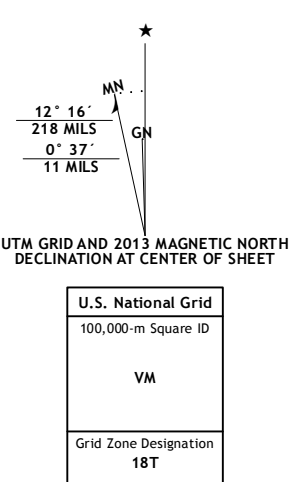 ★
MN
12° 16´
218 MILS
GN
0° 37´
11 MILS
UTM GRID AND 2013 MAGNETIC NORTH
DECLINATION AT CENTER OF SHEET
U.S. National Grid
100,000-m Square ID
VM
Grid Zone Designation
18T